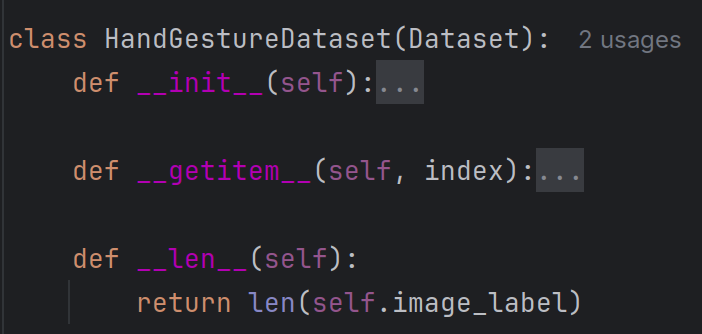 class HandGestureDataset(Dataset): 2 usages
    def __init__(self):...
    def __getitem__(self, index):...
    def __len__(self):
        return len(self.image_label)